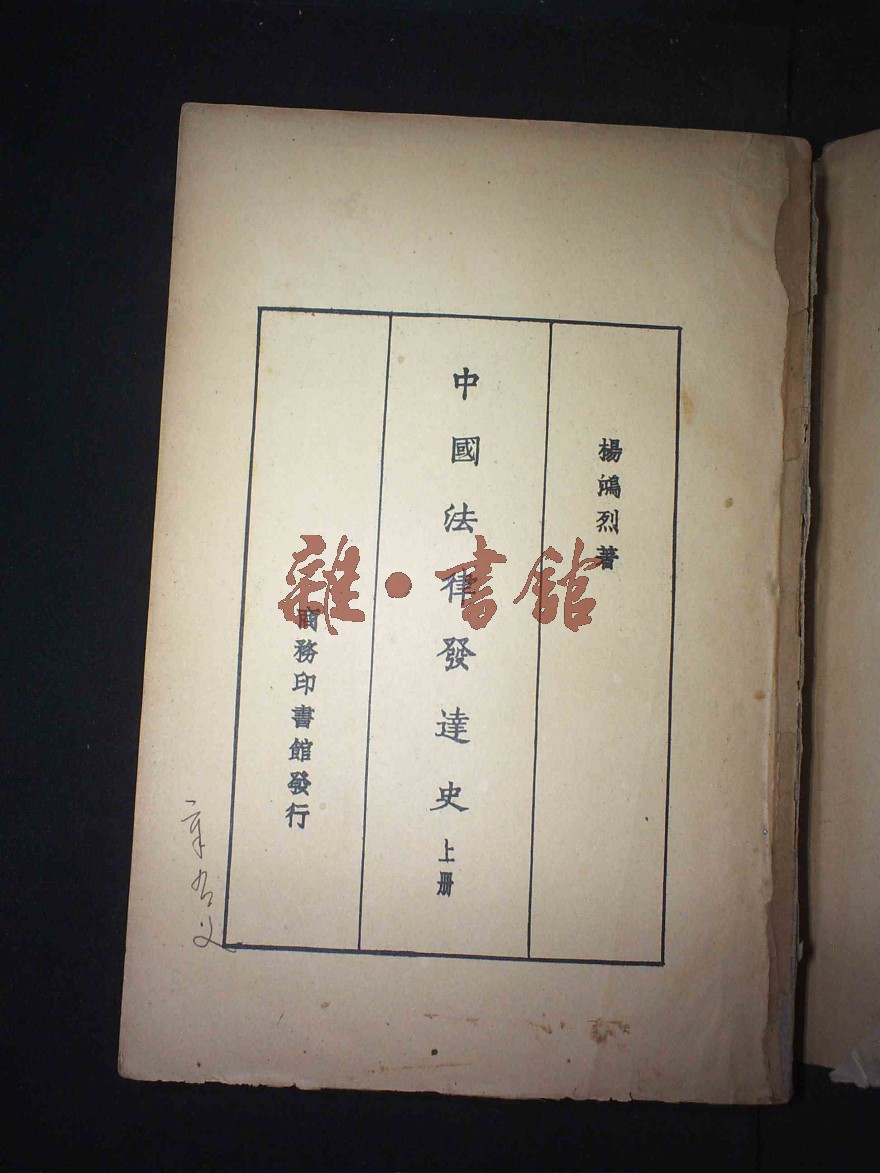 楊鴻烈著
中國法律發達史 上册
商務印書館發行
雜·書館